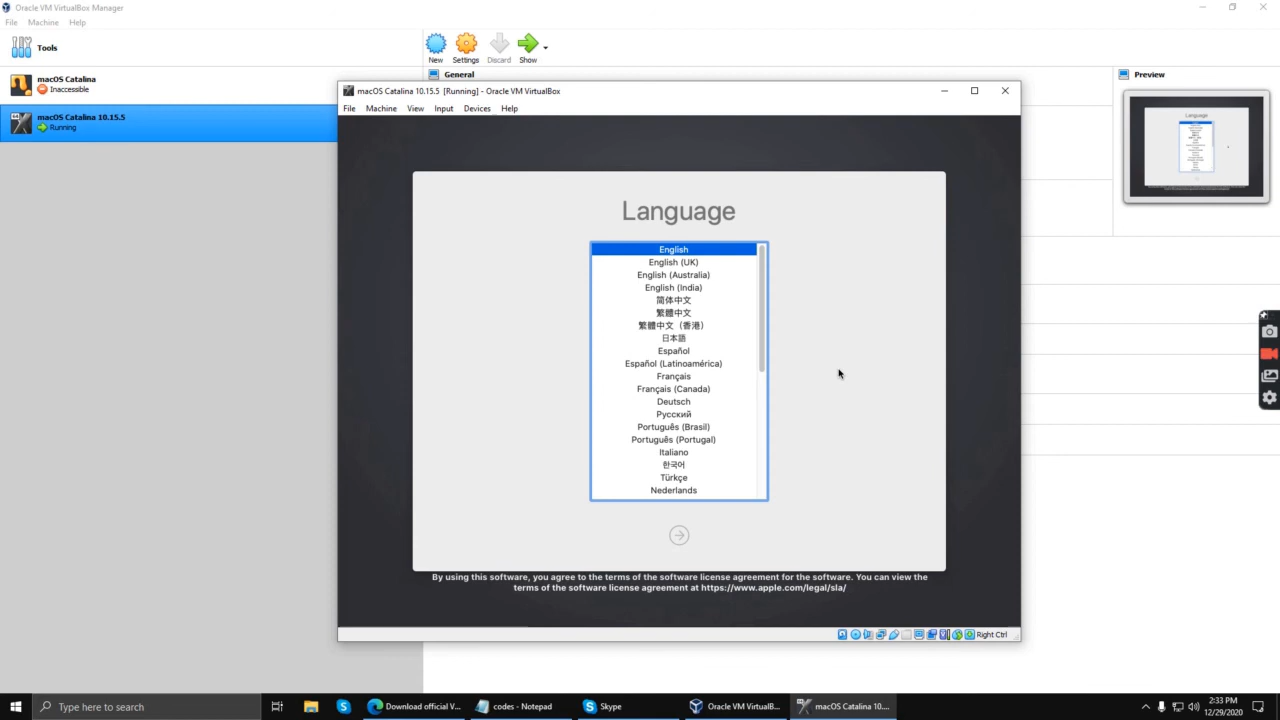 Oracle VM VirtualBox Manager
File Machine Help
Tools
New Settings Discard Show
macOS Catalina
Inaccessible
macOS Catalina 10.15.5
Running
General
Preview
macOS Catalina 10.15.5 [Running] - Oracle VM VirtualBox
File Machine View Input Devices Help
Language
English
English (UK)
English (Australia)
English (India)
简体中文
繁體中文
繁體中文（香港）
日本語
Español
Español (Latinoamérica)
Français
Français (Canada)
Deutsch
Русский
Português (Brasil)
Português (Portugal)
Italiano
한국어
Türkçe
Nederlands
By using this software, you agree to the terms of the software license agreement for the software. You can view the
terms of the software license agreement at https://www.apple.com/legal/sla/
Right Ctrl
Language
Type here to search
Download official V...
codes - Notepad
Skype
Oracle VM VirtualB...
macOS Catalina 10....
2:33 PM
12/29/2020